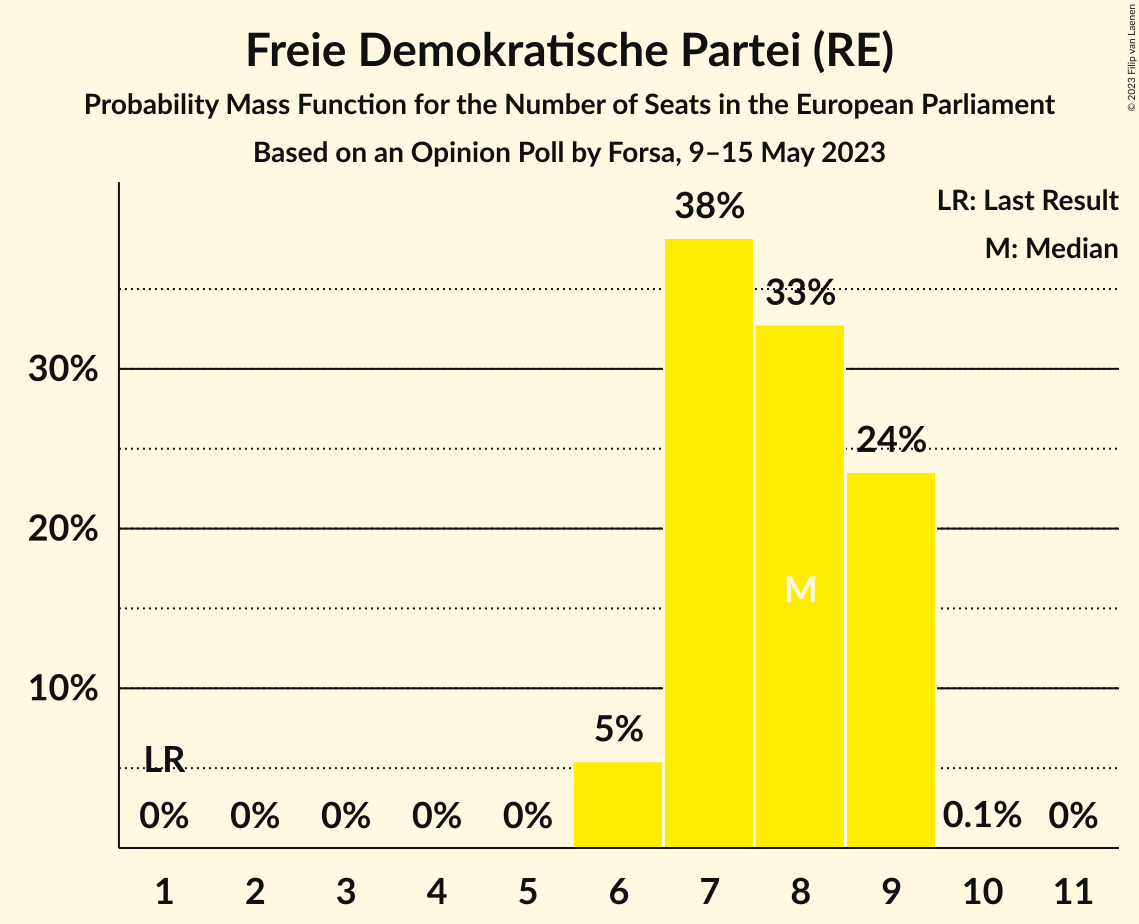 Freie Demokratische Partei (RE)
Probability Mass Function for the Number of Seats in the European Parliament
Based on an Opinion Poll by Forsa, 9–15 May 2023
© 2023 Filip van Laenen
LR: Last Result
M: Median
38%
33%
30%
24%
20%
M
10%
5%
LR
0% 0% 0% 0% 0% 0.1% 0%
1 2 3 4 5 6 7 8 9 10 11